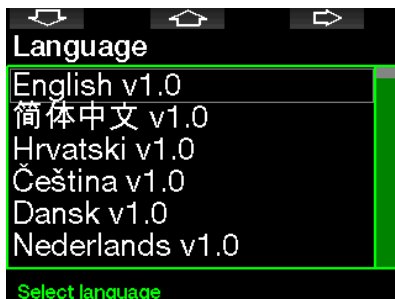 Language
English v1.0
简体中文 v1.0
Hrvatski v1.0
Čeština v1.0
Dansk v1.0
Nederlands v1.0
Select language